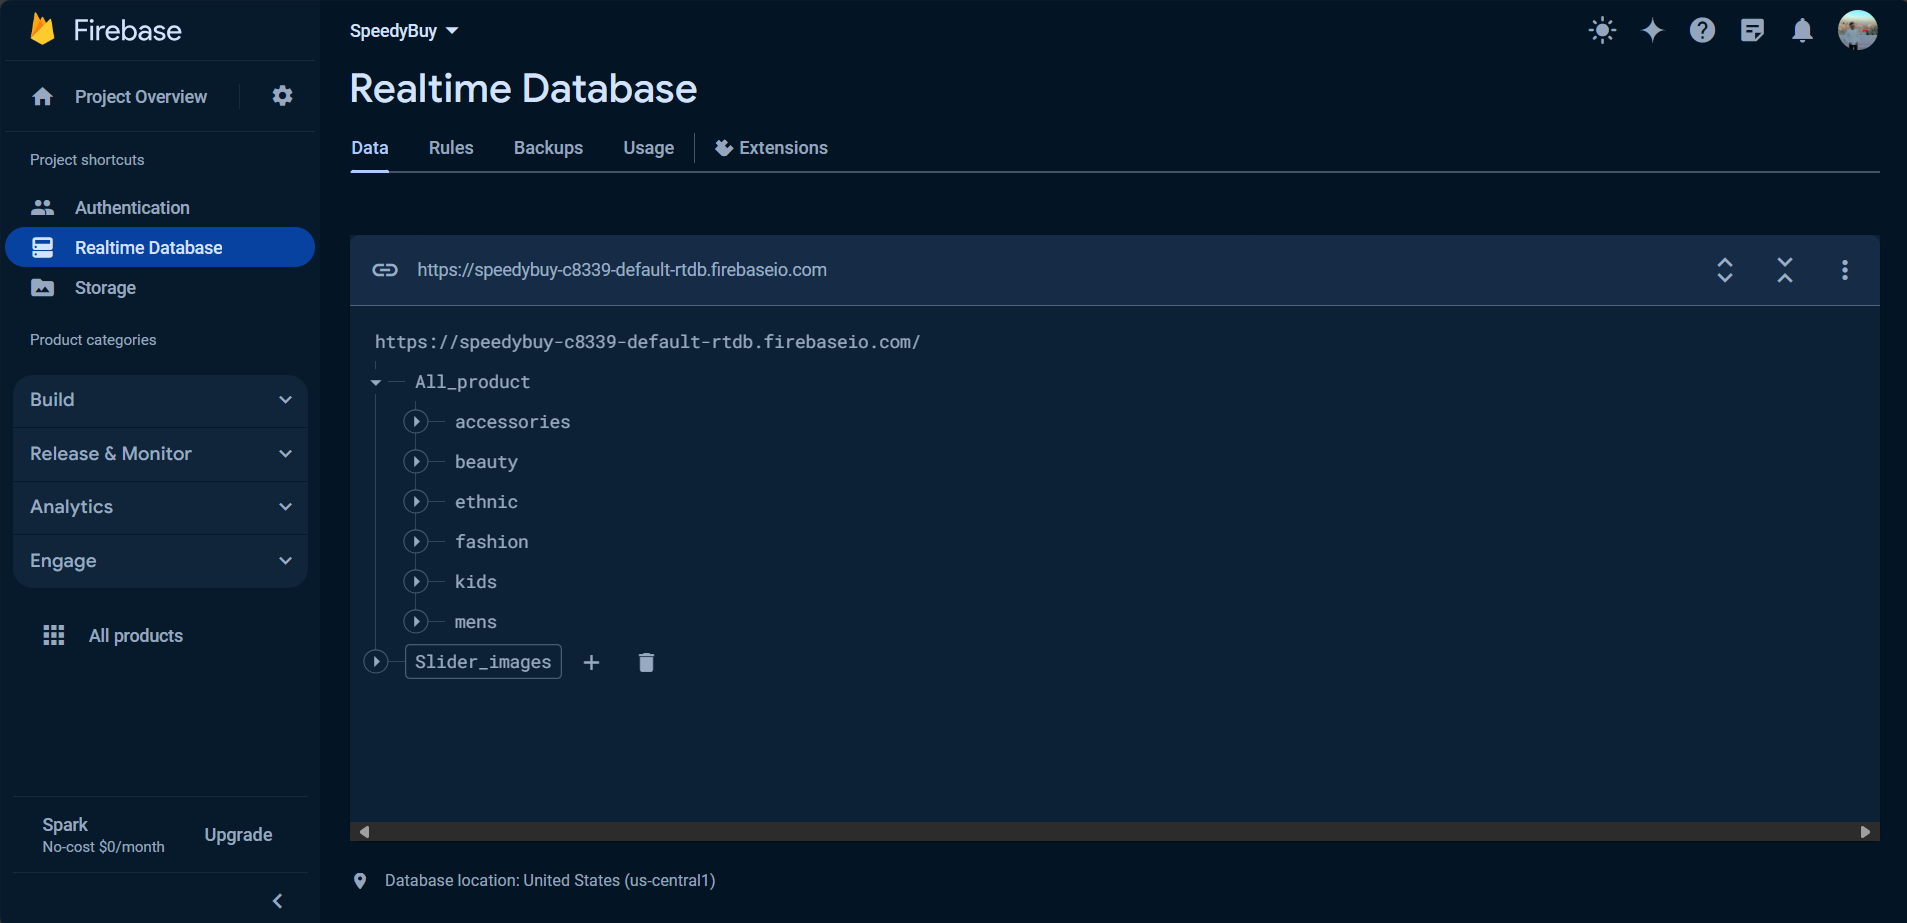 Firebase
Project Overview
Project shortcuts
Authentication
Realtime Database
Storage
Product categories
Build
Release & Monitor
Analytics
Engage
All products
Spark
No-cost $0/month
Upgrade
SpeedyBuy
Realtime Database
Data Rules Backups Usage Extensions
https://speedybuy-c8339-default-rtdb.firebaseio.com
https://speedybuy-c8339-default-rtdb.firebaseio.com/
All_product
accessories
beauty
ethnic
fashion
kids
mens
Slider_images
Database location: United States (us-central1)